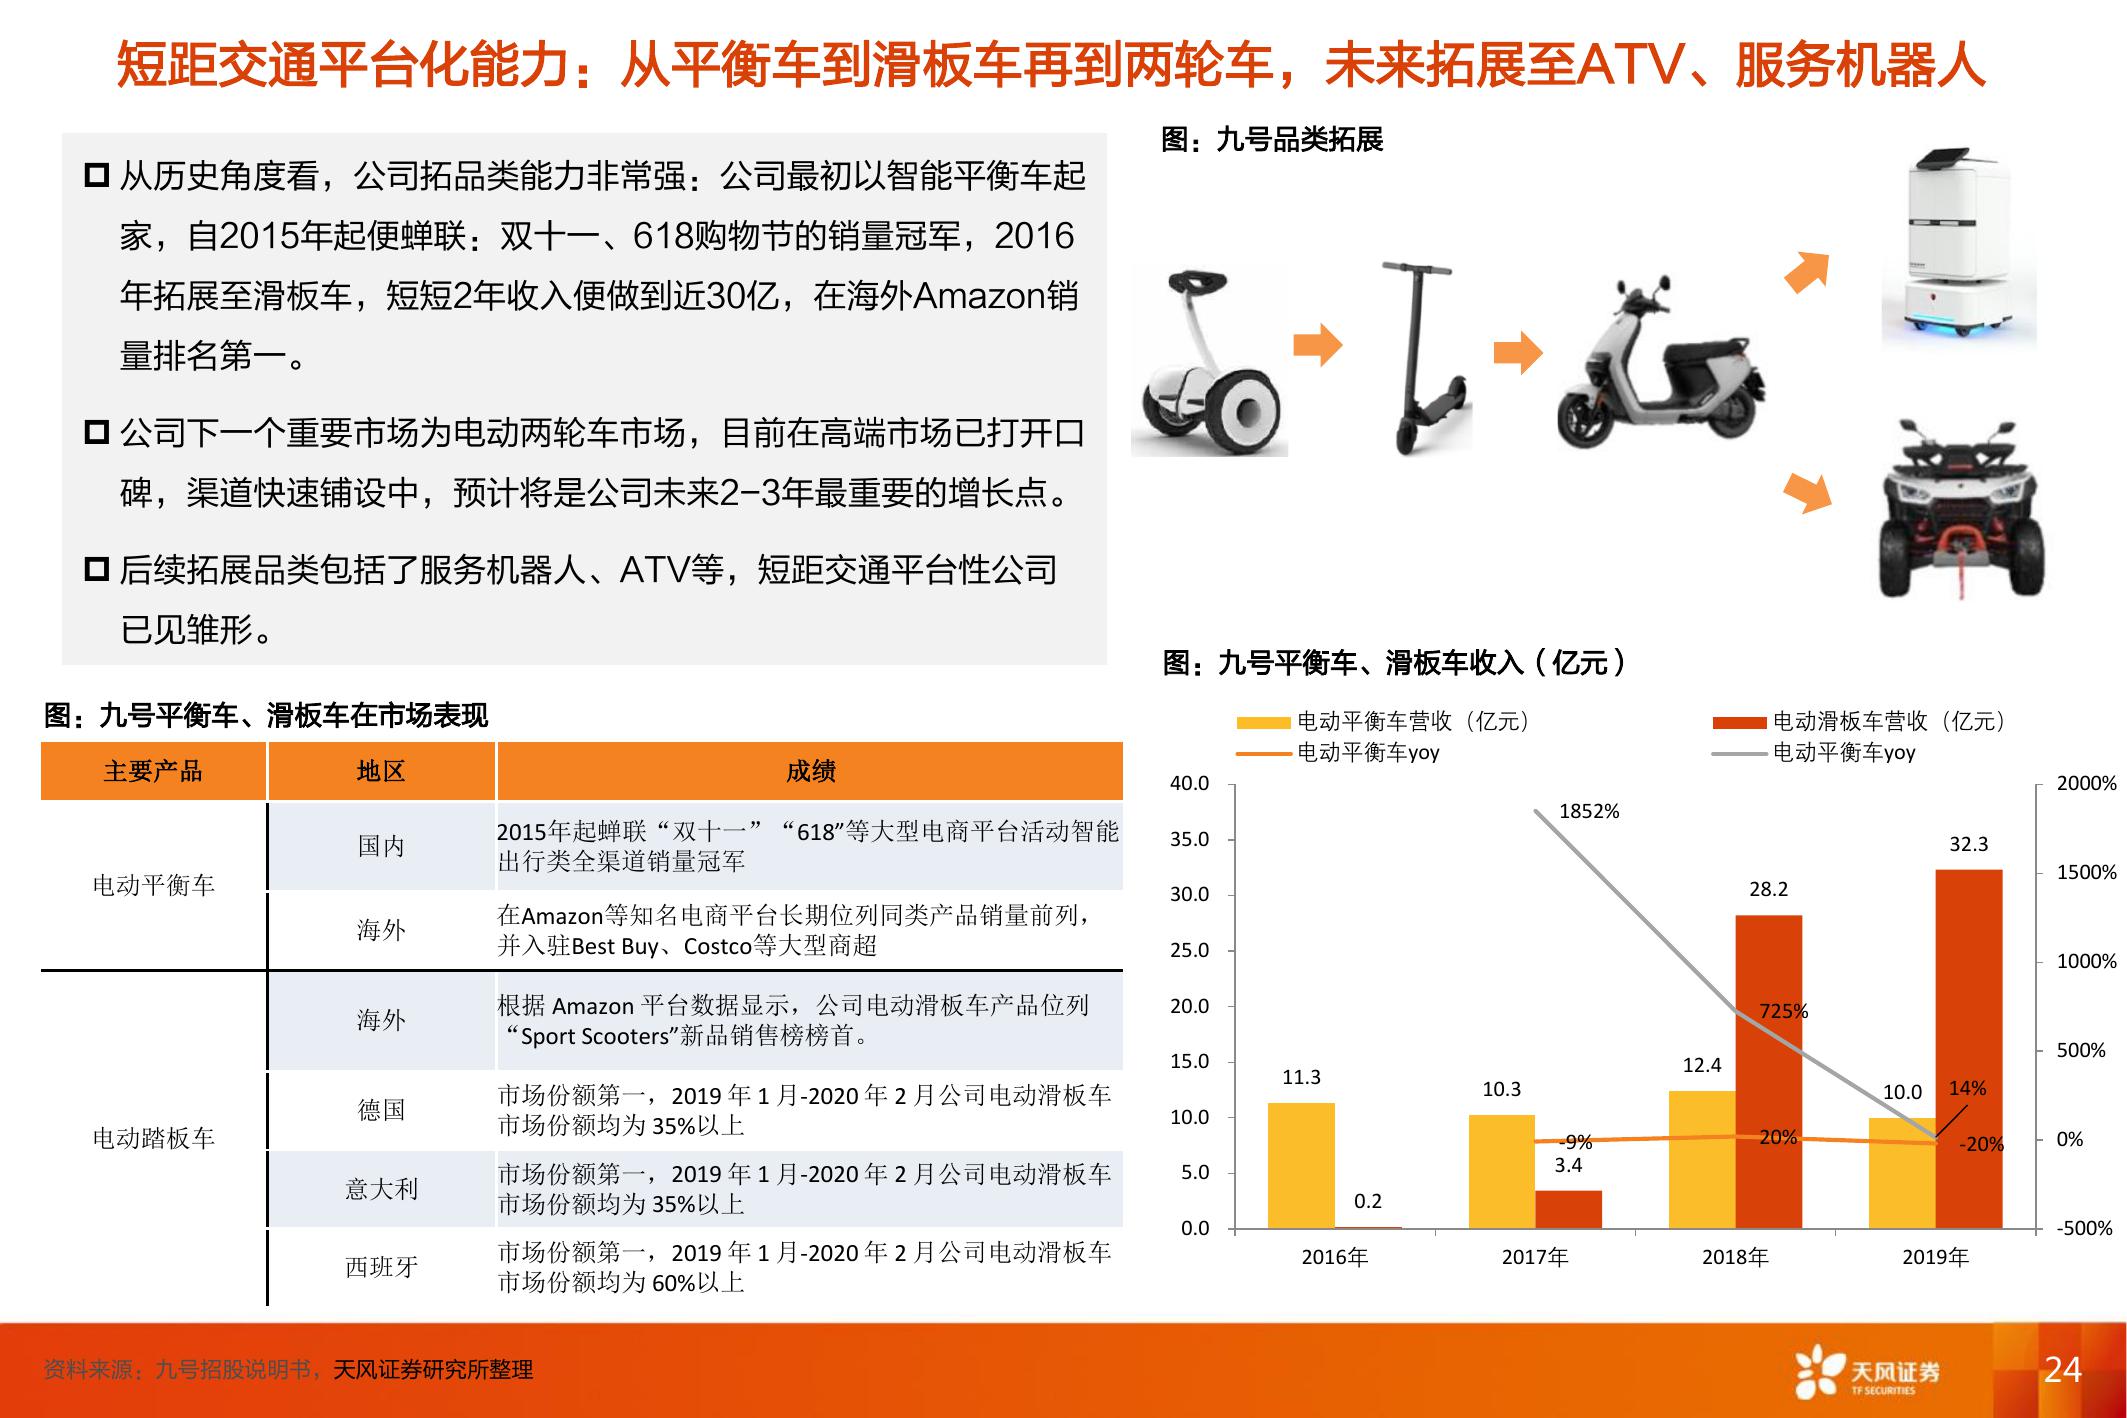 短距交通平台化能力：从平衡车到滑板车再到两轮车，未来拓展至ATV、服务机器人
从历史角度看，公司拓品类能力非常强：公司最初以智能平衡车起
家，自2015年起便蝉联：双十一、618购物节的销量冠军，2016
年拓展至滑板车，短短2年收入便做到近30亿，在海外Amazon销
量排名第一。
公司下一个重要市场为电动两轮车市场，目前在高端市场已打开口
碑，渠道快速铺设中，预计将是公司未来2-3年最重要的增长点。
后续拓展品类包括了服务机器人、ATV等，短距交通平台性公司
已见雏形。
图：九号品类拓展
图：九号平衡车、滑板车在市场表现
主要产品
地区
成绩
电动平衡车
国内
2015年起蝉联“双十一”“618”等大型电商平台活动智能
出行类全渠道销量冠军
海外
在Amazon等知名电商平台长期位列同类产品销量前列，
并入驻Best Buy、Costco等大型商超
电动踏板车
海外
根据 Amazon 平台数据显示，公司电动滑板车产品位列
“Sport Scooters”新品销售榜榜首。
德国
市场份额第一，2019 年 1 月-2020 年 2 月公司电动滑板车
市场份额均为 35%以上
意大利
市场份额第一，2019 年 1 月-2020 年 2 月公司电动滑板车
市场份额均为 35%以上
西班牙
市场份额第一，2019 年 1 月-2020 年 2 月公司电动滑板车
市场份额均为 60%以上
图：九号平衡车、滑板车收入（亿元）
电动平衡车营收（亿元）
电动滑板车营收（亿元）
电动平衡车yoy
电动平衡车yoy
40.0
35.0
30.0
25.0
20.0
15.0
10.0
5.0
0.0
2000%
1500%
1000%
500%
0%
-500%
11.3
0.2
10.3
3.4
12.4
28.2
10.0
32.3
1852%
725%
14%
-9%
20%
-20%
2016年
2017年
2018年
2019年
资料来源：九号招股说明书，天风证券研究所整理
天风证券
TF SECURITIES
24